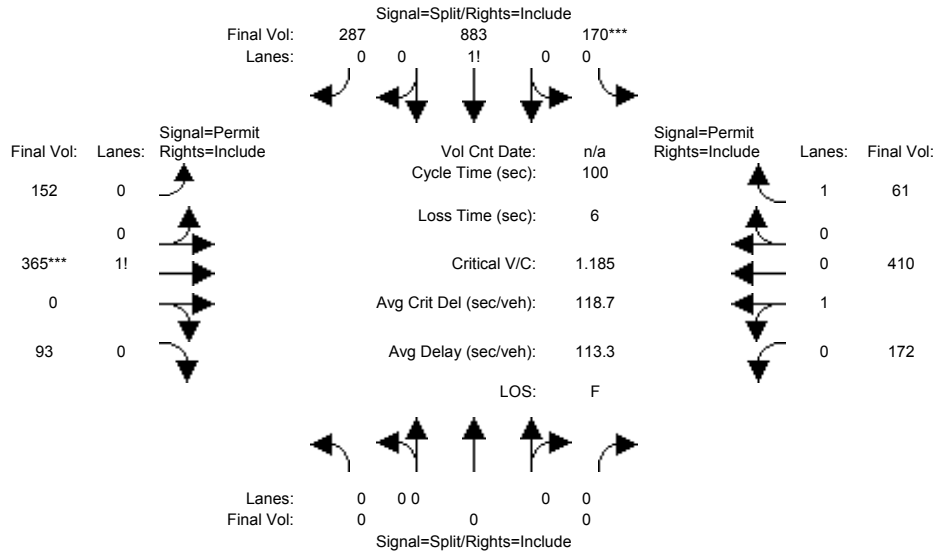 Signal=Split/Rights=Include
Final Vol: 287 883 170***
Lanes: 0 0 1! 0 0
Signal=Permit
Final Vol: Lanes: Rights=Include
Vol Cnt Date: n/a
Signal=Permit
Rights=Include Lanes: Final Vol:
Cycle Time (sec): 100
152 0
1 61
Loss Time (sec): 6
0
0
365*** 1!
Critical V/C: 1.185
0 410
0 0
Avg Crit Del (sec/veh): 118.7
1
93 0
Avg Delay (sec/veh): 113.3
0 172
LOS: F
Lanes: 0 0 0 0 0
Final Vol: 0 0 0
Signal=Split/Rights=Include